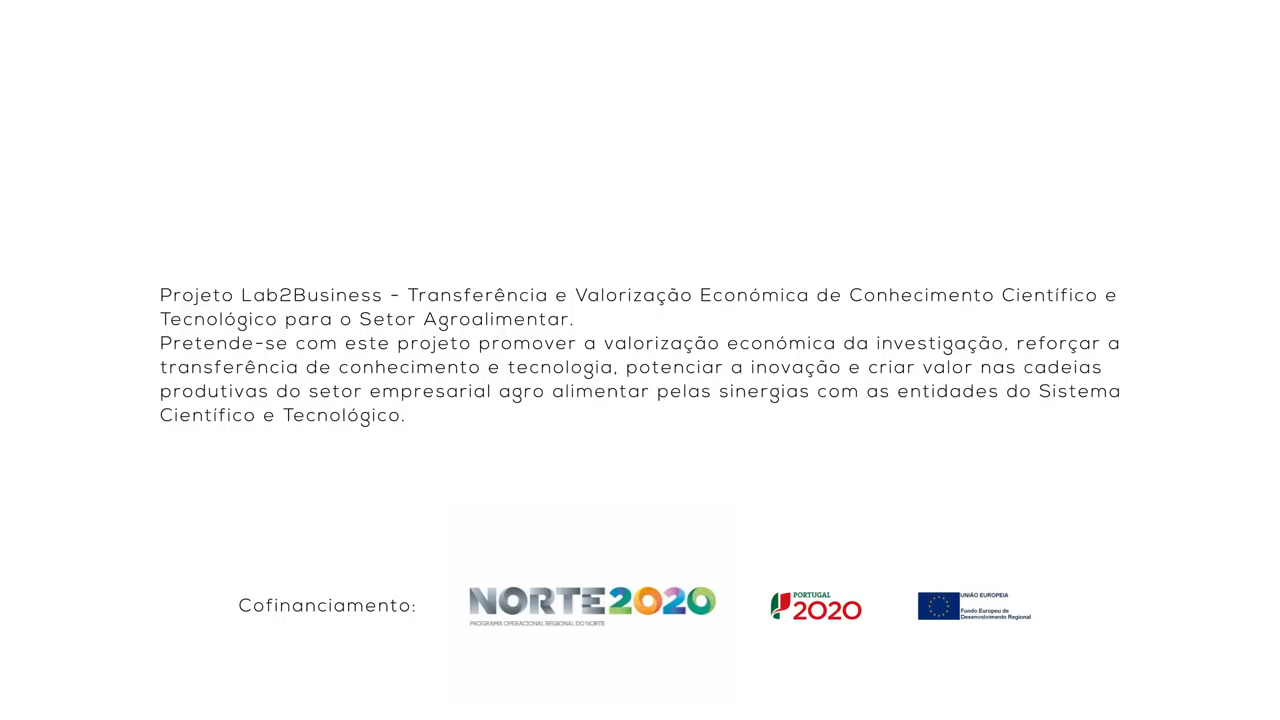 Projeto Lab2Business - Transferência e Valorização Económica de Conhecimento Científico e
Tecnológico para o Setor Agroalimentar.
Pretende-se com este projeto promover a valorização económica da investigação, reforçar a
transferência de conhecimento e tecnologia, potenciar a inovação e criar valor nas cadeias
produtivas do setor empresarial agro alimentar pelas sinergias com as entidades do Sistema
Científico e Tecnológico.
Cofinanciamento:
NORTE2020
PROGRAMA OPERACIONAL REGIONAL DO NORTE
PORTUGAL
2020
UNIÃO EUROPEIA
Fundo Europeu de
Desenvolvimento Regional